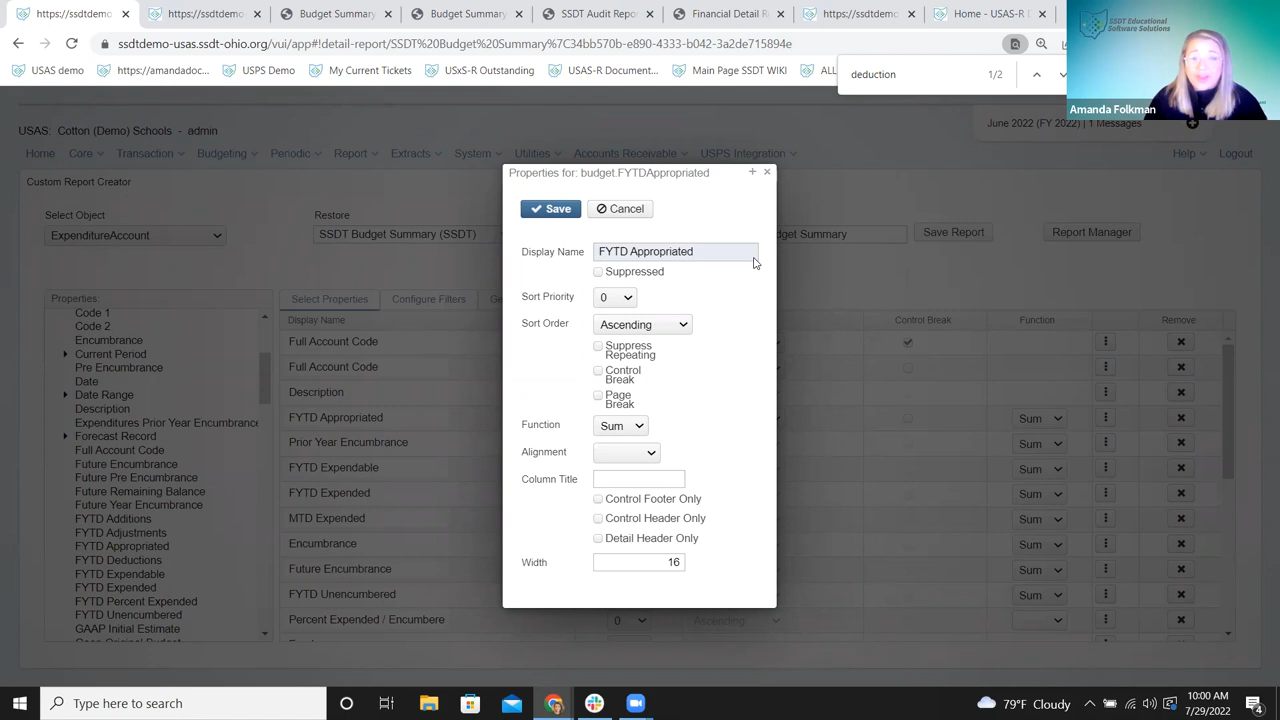 ssdtdemo
ssdtdemo
Budget Summary
Budget Summary
SSDT Audit Report
Financial Detail Re
https://ssdtdemo
Home - USAS-R D
ssdtdemo-usas.ssdt-ohio.org/vui/app#!detail-report/SSDT%20Budget%20Summary%7C34bb570b-e890-4333-b042-3a2de715894e
USAS demo
https://amandadoc...
USPS Demo
My Current Tickets
USxS-R Outstanding
USAS-R Document...
Main Page SSDT WIKI
ALL
deduction
1/2
SSDT Educational
Software Solutions
Amanda Folkman
USAS: Cotton (Demo) Schools - admin
June 2022 (FY 2022) | 1 Messages
Home
Core
Transaction
Budgeting
Periodic
Report
Extracts
System
Utilities
Accounts Receivable
USPS Integration
Help
Logout
Custom Report Creator
Select Object
ExpenditureAccount
Restore
SSDT Budget Summary (SSDT)
dget Summary
Save Report
Report Manager
Properties:
Code 1
Code 2
Encumbrance
Current Period
Pre Encumbrance
Date
Date Range
Description
Expenditures Prior Year Encumbrance
Forecast Record
Full Account Code
Future Encumbrance
Future Pre Encumbrance
Future Remaining Balance
Future Year Encumbrance
FYTD Additions
FYTD Adjustments
FYTD Appropriated
FYTD Deductions
FYTD Expendable
FYTD Expended
FYTD Percent Expended
FYTD Unencumbered
GAAP Initial Estimate
Select Properties
Configure Filters
Ge
Display Name
Control Break
Function
Remove
Full Account Code
Full Account Code
Description
FYTD Appropriated
Sum
Prior Year Encumbrance
Sum
FYTD Expendable
Sum
FYTD Expended
Sum
MTD Expended
Sum
Encumbrance
Sum
Future Encumbrance
Sum
FYTD Unencumbered
Sum
Percent Expended / Encumbere
0
Ascending
Properties for: budget.FYTDAppropriated
Save
Cancel
Display Name
FYTD Appropriated
Suppressed
Sort Priority
0
Sort Order
Ascending
Suppress
Repeating
Control
Break
Page
Break
Function
Sum
Alignment
Column Title
Control Footer Only
Control Header Only
Detail Header Only
Width
16
Type here to search
79°F Cloudy
10:00 AM
7/29/2022
4